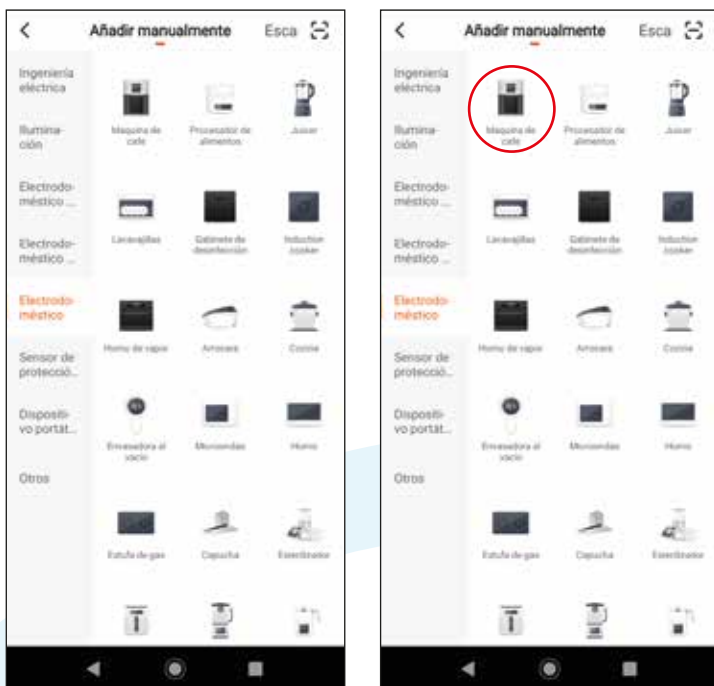 Añadir manualmente Esca
Ingeniería
eléctrica
Ilumina-
ción
Electrodo-
méstico ...
Electrodo-
méstico ...
Electrodo-
méstico
Sensor de
protecció...
Dispositi-
vo portát...
Otros
Maquina de
cafe
Procesador de
alimentos
Juicer
Lavavajillas
Gabinete de
desinfección
Induction
cooker
Horno de vapor
Arrocera
Cocina
Envasadora al
vacío
Microondas
Horno
Estufa de gas
Capucha
Esterilizador
Añadir manualmente Esca
Ingeniería
eléctrica
Ilumina-
ción
Electrodo-
méstico ...
Electrodo-
méstico ...
Electrodo-
méstico
Sensor de
protecció...
Dispositi-
vo portát...
Otros
Maquina de
cafe
Procesador de
alimentos
Juicer
Lavavajillas
Gabinete de
desinfección
Induction
cooker
Horno de vapor
Arrocera
Cocina
Envasadora al
vacío
Microondas
Horno
Estufa de gas
Capucha
Esterilizador